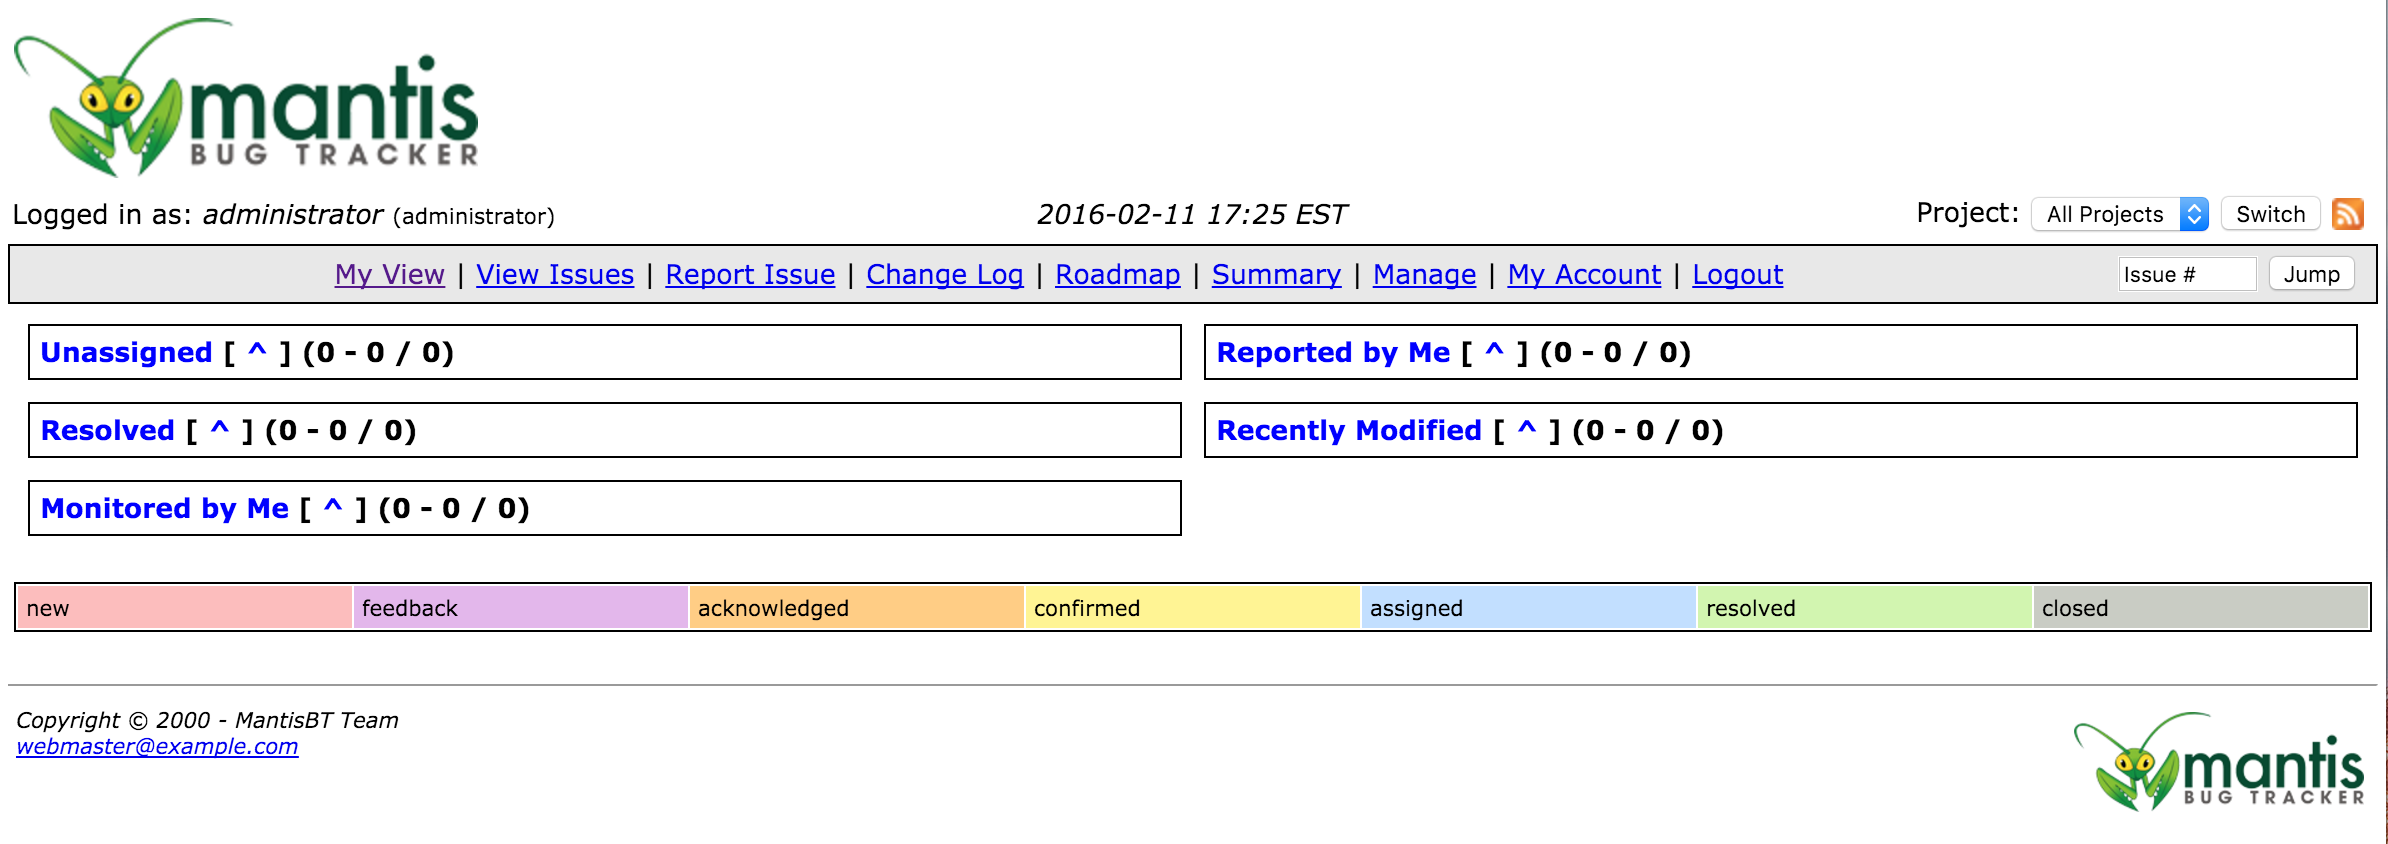 mantis
BUG TRACKER
Logged in as: administrator (administrator)
2016-02-11 17:25 EST
Project: All Projects Switch
My View | View Issues | Report Issue | Change Log | Roadmap | Summary | Manage | My Account | Logout
Issue # Jump
Unassigned [ ^ ] (0 - 0 / 0)
Reported by Me [ ^ ] (0 - 0 / 0)
Resolved [ ^ ] (0 - 0 / 0)
Recently Modified [ ^ ] (0 - 0 / 0)
Monitored by Me [ ^ ] (0 - 0 / 0)
new feedback acknowledged confirmed assigned resolved closed
Copyright © 2000 - MantisBT Team
webmaster@example.com
mantis
BUG TRACKER